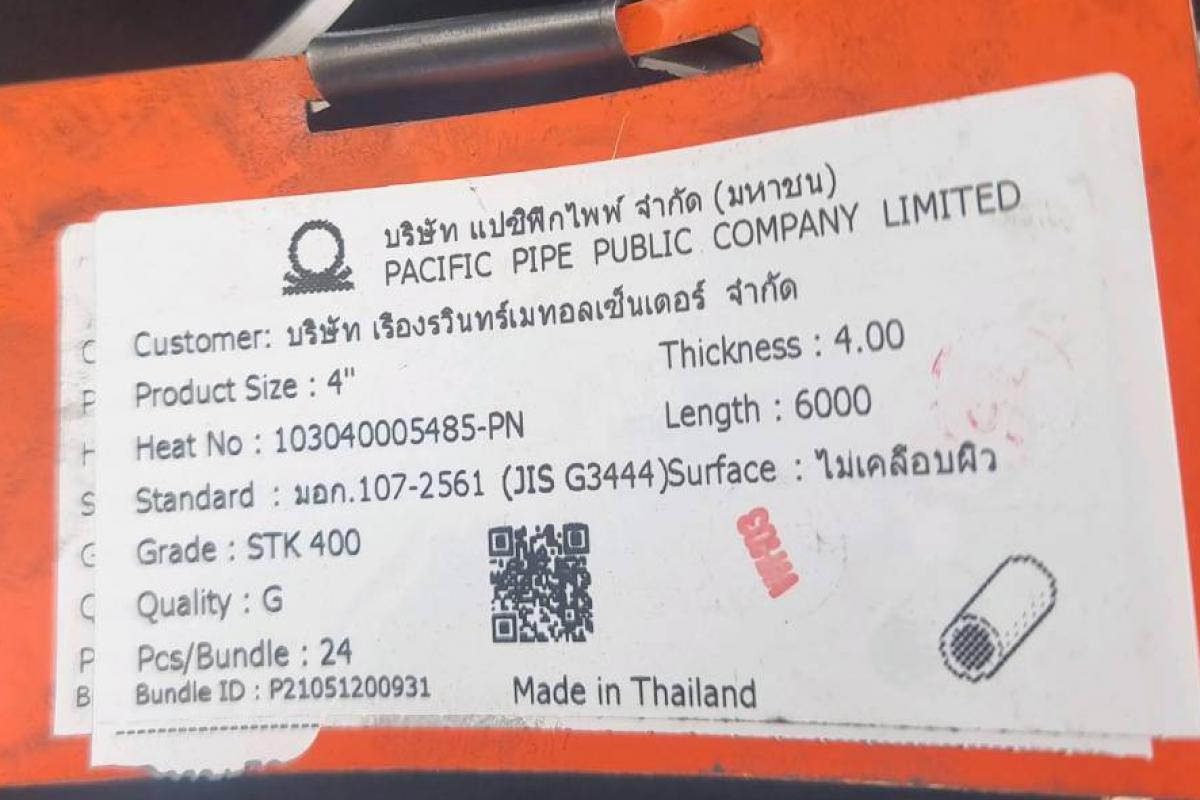 บริษัท แปซิฟิกไพพ์ จำกัด (มหาชน)
PACIFIC PIPE PUBLIC COMPANY LIMITED
Customer: บริษัท เรืองรวินทร์เมทอลเซ็นเตอร์ จำกัด
Product Size : 4" Thickness : 4.00
Heat No : 103040005485-PN Length : 6000
Standard : มอก.107-2561 (JIS G3444)Surface : ไม่เคลือบผิว
Grade : STK 400
Quality : G
Pcs/Bundle : 24
Bundle ID : P21051200931 Made in Thailand